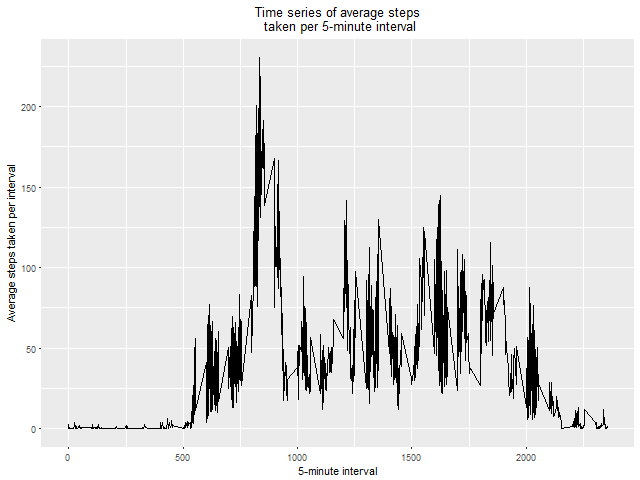 Time series of average steps
taken per 5-minute interval
Average steps taken per interval
200
150
100
50
0
0
500
1000
1500
2000
5-minute interval